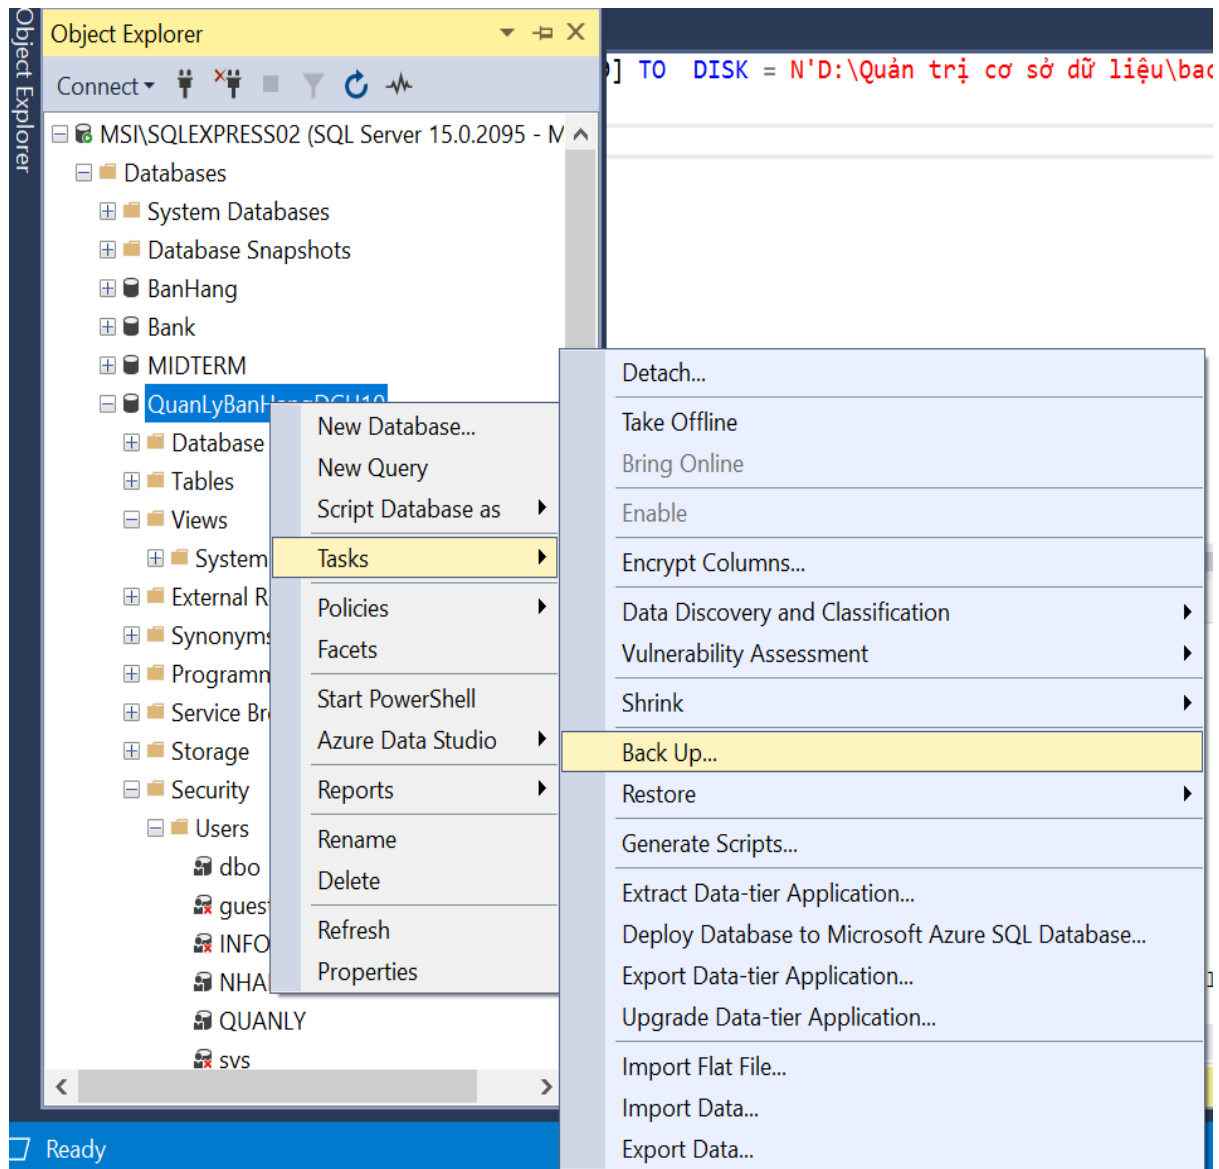 Object Explorer
Object Explorer
Connect
MSI\SQLEXPRESS02 (SQL Server 15.0.2095 - M
Databases
System Databases
Database Snapshots
BanHang
Bank
MIDTERM
Database
Tables
Views
System
Synonyms
Storage
Security
Users
dbo
guest
INFO
QUANLY
sys
Ready
] TO DISK = N'D:\Quản trị cơ sở dữ liệu\bac
New Database...
New Query
Script Database as
Tasks
Policies
Facets
Start PowerShell
Azure Data Studio
Reports
Rename
Delete
Refresh
Properties
Detach...
Take Offline
Bring Online
Enable
Encrypt Columns...
Data Discovery and Classification
Vulnerability Assessment
Shrink
Back Up...
Restore
Generate Scripts...
Extract Data-tier Application...
Deploy Database to Microsoft Azure SQL Database...
Export Data-tier Application...
Upgrade Data-tier Application...
Import Flat File...
Import Data...
Export Data...